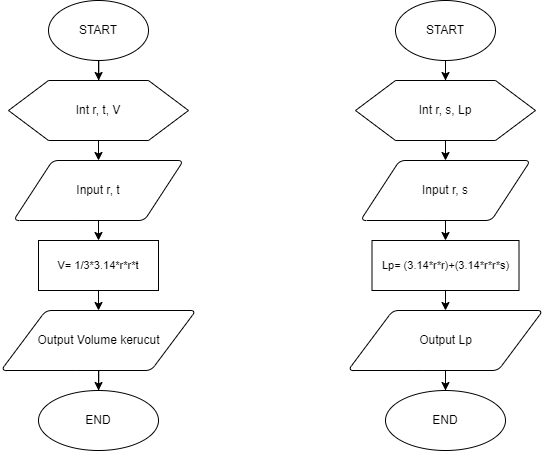 START
Int r, t, V
Input r, t
V= 1/3*3.14*r*r*t
Output Volume kerucut
END
START
Int r, s, Lp
Input r, s
Lp= (3.14*r*r)+(3.14*r*r*s)
Output Lp
END